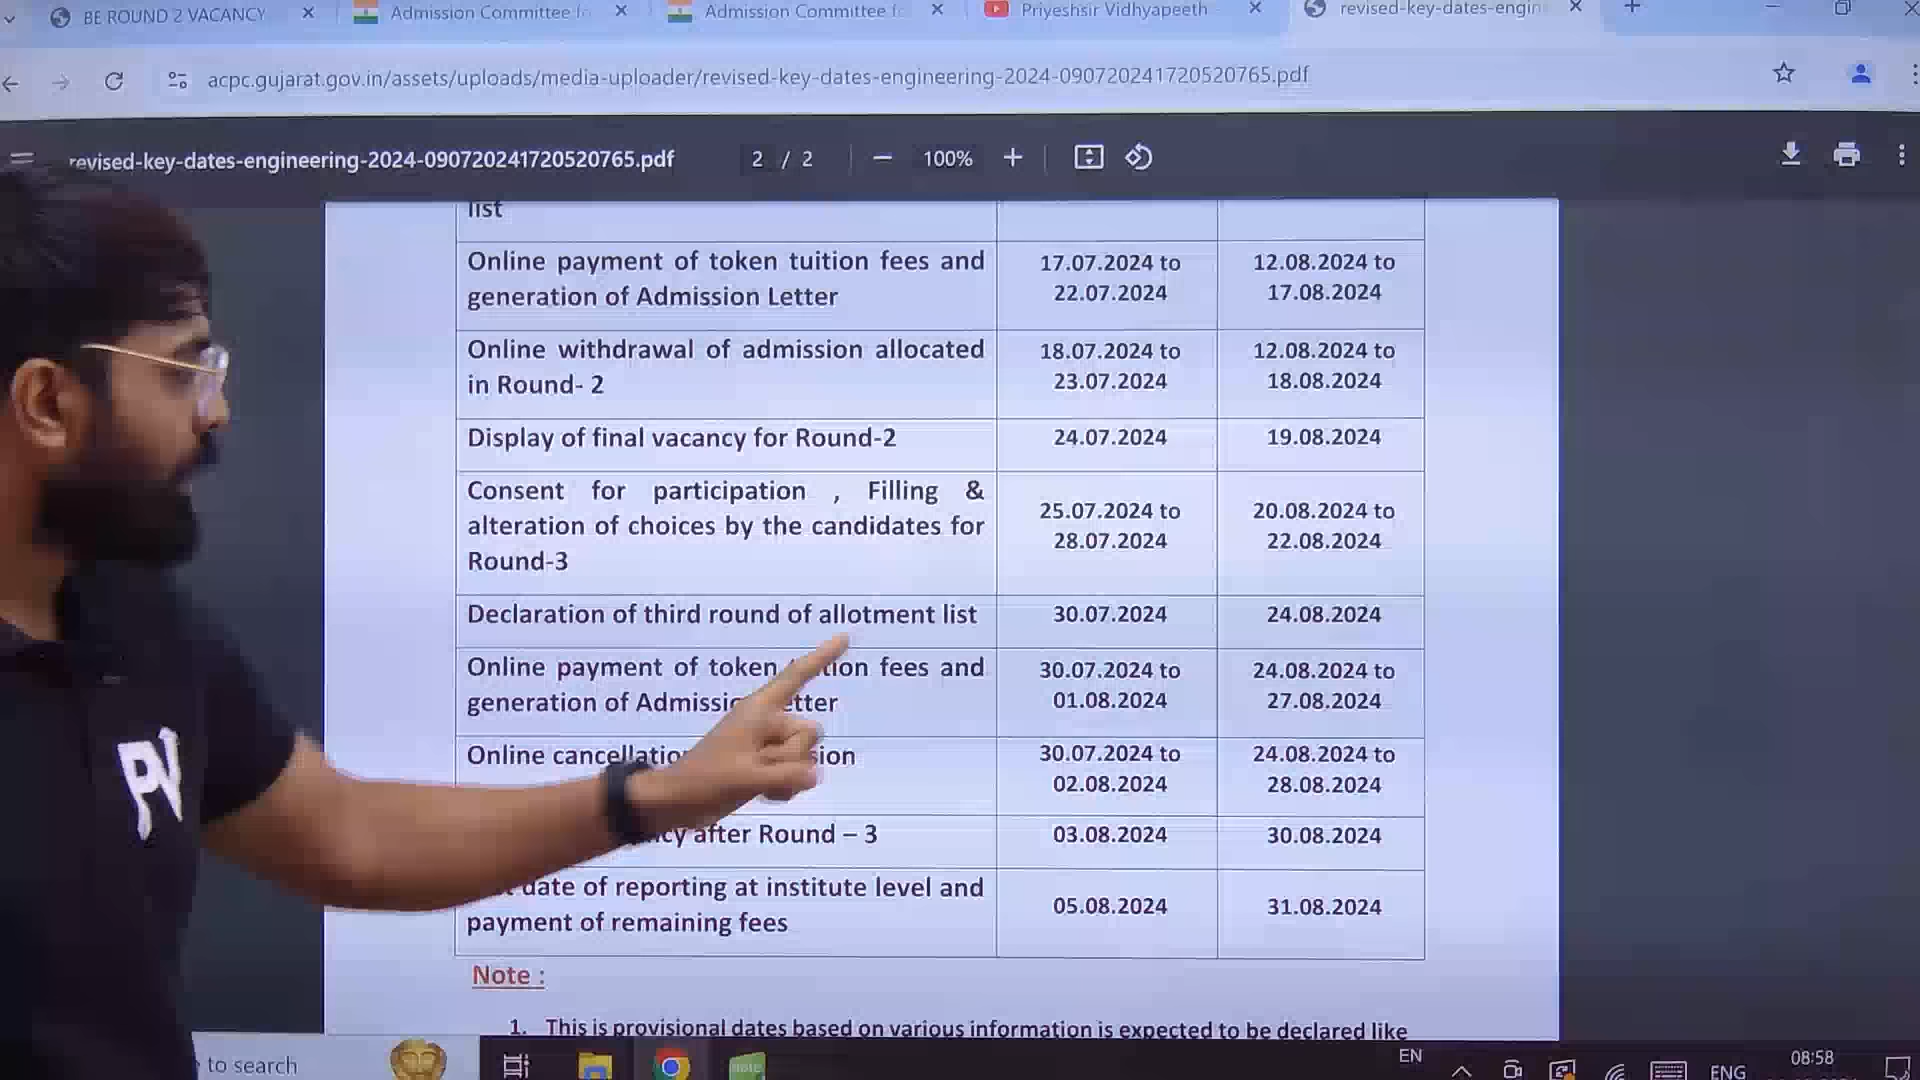 BE ROUND 2 VACANCY
Admission Committee fo
Admission Committee f
Priyeshsir Vidhyapeeth
revised-key-dates-engin
acpc.gujarat.gov.in/assets/uploads/media-uploader/revised-key-dates-engineering-2024-090720241720520765.pdf
revised-key-dates-engineering-2024-090720241720520765.pdf
2 / 2
100%
list
Online payment of token tuition fees and
generation of Admission Letter
17.07.2024 to
22.07.2024
12.08.2024 to
17.08.2024
Online withdrawal of admission allocated
in Round- 2
18.07.2024 to
23.07.2024
12.08.2024 to
18.08.2024
Display of final vacancy for Round-2
24.07.2024
19.08.2024
Consent for participation , Filling &
alteration of choices by the candidates for
Round-3
25.07.2024 to
28.07.2024
20.08.2024 to
22.08.2024
Declaration of third round of allotment list
30.07.2024
24.08.2024
Online payment of token tion fees and
generation of Admissio etter
30.07.2024 to
01.08.2024
24.08.2024 to
27.08.2024
Online cancellatio sion
30.07.2024 to
02.08.2024
24.08.2024 to
28.08.2024
ncy after Round – 3
03.08.2024
30.08.2024
date of reporting at institute level and
payment of remaining fees
05.08.2024
31.08.2024
Note :
1. This is provisional dates based on various information is expected to be declared like
PV
to search
EN
ENG
08:58